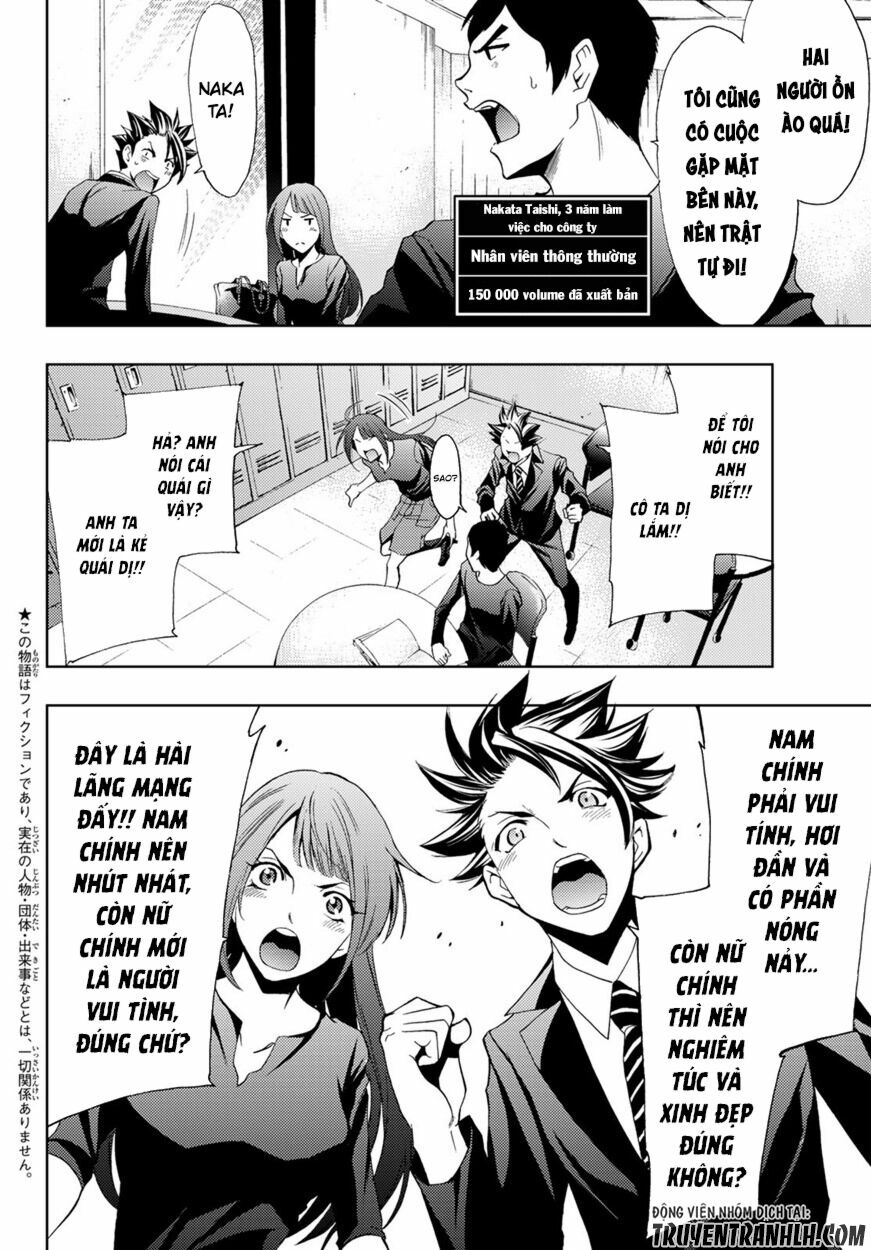 HAI
NGƯỜI ỒN
ÀO QUÁ!
TÔI CŨNG
CÓ CUỘC
GẶP MẶT
BÊN NÀY,
NÊN TRẬT
TỰ ĐI!
NAKA
TA!
Nakata Taishi, 3 năm làm
việc cho công ty
Nhân viên thông thường
150 000 volume đã xuất bản
ĐỂ TÔI
NÓI CHO
ANH
BIẾT!!
CÔ TA DỊ
LẮM!!
SAO?
HẢ? ANH
NÓI CÁI
QUÁI GÌ
VẬY?
ANH TA
MỚI LÀ KẺ
QUÁI DỊ!!
NAM
CHÍNH
PHẢI VUI
TÍNH, HƠI
ĐẦN VÀ
CÓ PHẦN
NÓNG
NẢY...
CÒN NỮ
CHÍNH
THÌ NÊN
NGHIÊM
TÚC VÀ
XINH ĐẸP
ĐÚNG
KHÔNG?
ĐÂY LÀ HÀI
LÃNG MẠNG
ĐẤY!! NAM
CHÍNH NÊN
NHÚT NHÁT,
CÒN NỮ
CHÍNH MỚI
LÀ NGƯỜI
VUI TÌNH,
ĐÚNG CHỨ?
★この物語はフィクションであり、実在の人物・団体・出来事などとは、一切関係ありません。
ĐỘNG VIÊN NHÓM DỊCH TẠI:
TRUYENTRANHLH.COM